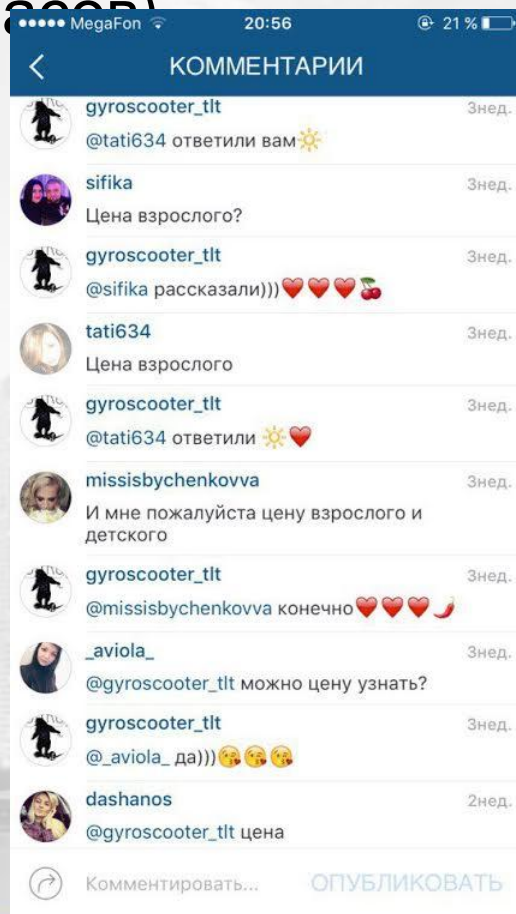 асов)
MegaFon 20:56 21 %
КОММЕНТАРИИ
gyroscooter_tlt 3нед.
@tati634 ответили вам☀️
sifika 3нед.
Цена взрослого?
gyroscooter_tlt 3нед.
@sifika рассказали)))❤️❤️❤️🍒
tati634 3нед.
Цена взрослого
gyroscooter_tlt 3нед.
@tati634 ответили ☀️❤️
missisbychenkovva 3нед.
И мне пожалуйста цену взрослого и
детского
gyroscooter_tlt 3нед.
@missisbychenkovva конечно❤️❤️❤️🌶️
_aviola_ 3нед.
@gyroscooter_tlt можно цену узнать?
gyroscooter_tlt 3нед.
@_aviola_ да)))😘😘😘
dashanos 2нед.
@gyroscooter_tlt цена
Комментировать... ОПУБЛИКОВАТЬ